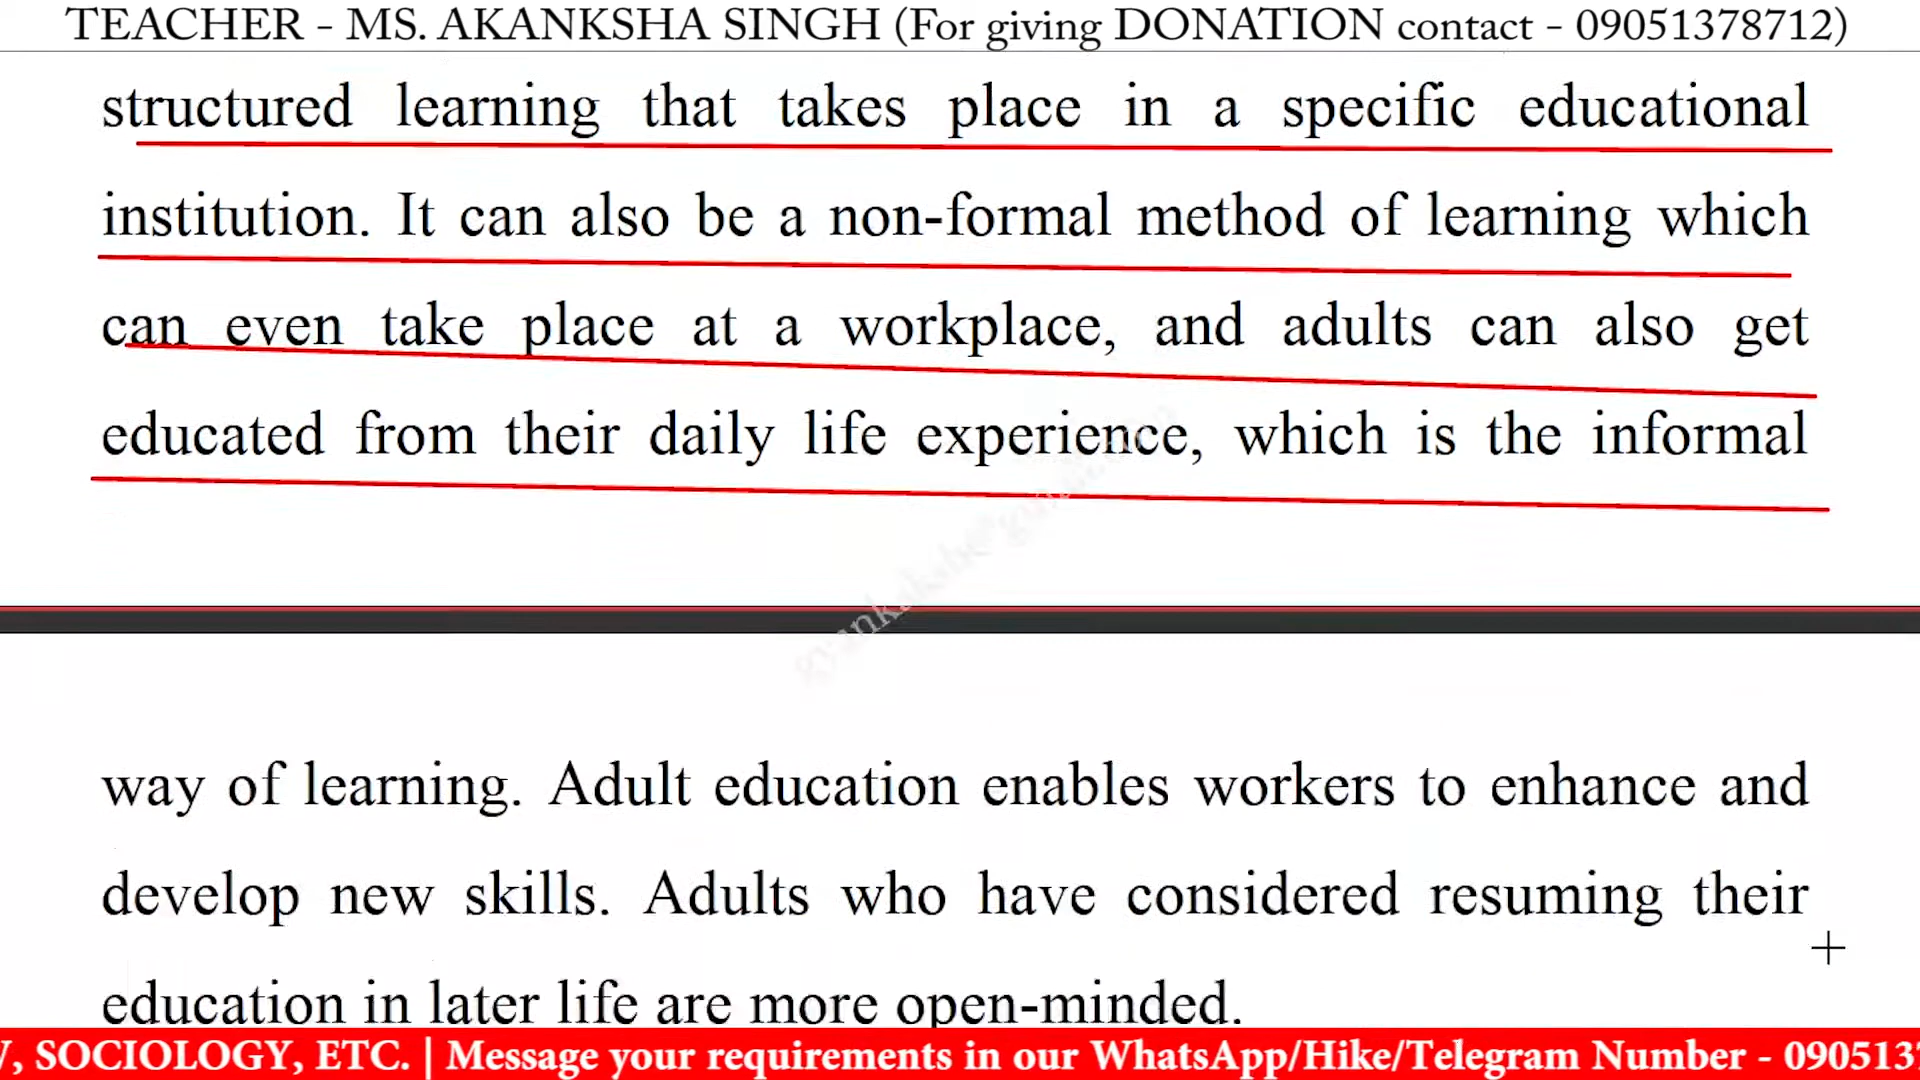 TEACHER - MS. AKANKSHA SINGH (For giving DONATION contact - 09051378712)
structured learning that takes place in a specific educational
institution. It can also be a non-formal method of learning which
can even take place at a workplace, and adults can also get
educated from their daily life experience, which is the informal
way of learning. Adult education enables workers to enhance and
develop new skills. Adults who have considered resuming their
education in later life are more open-minded.
, SOCIOLOGY, ETC. | Message your requirements in our WhatsApp/Hike/Telegram Number - 090513